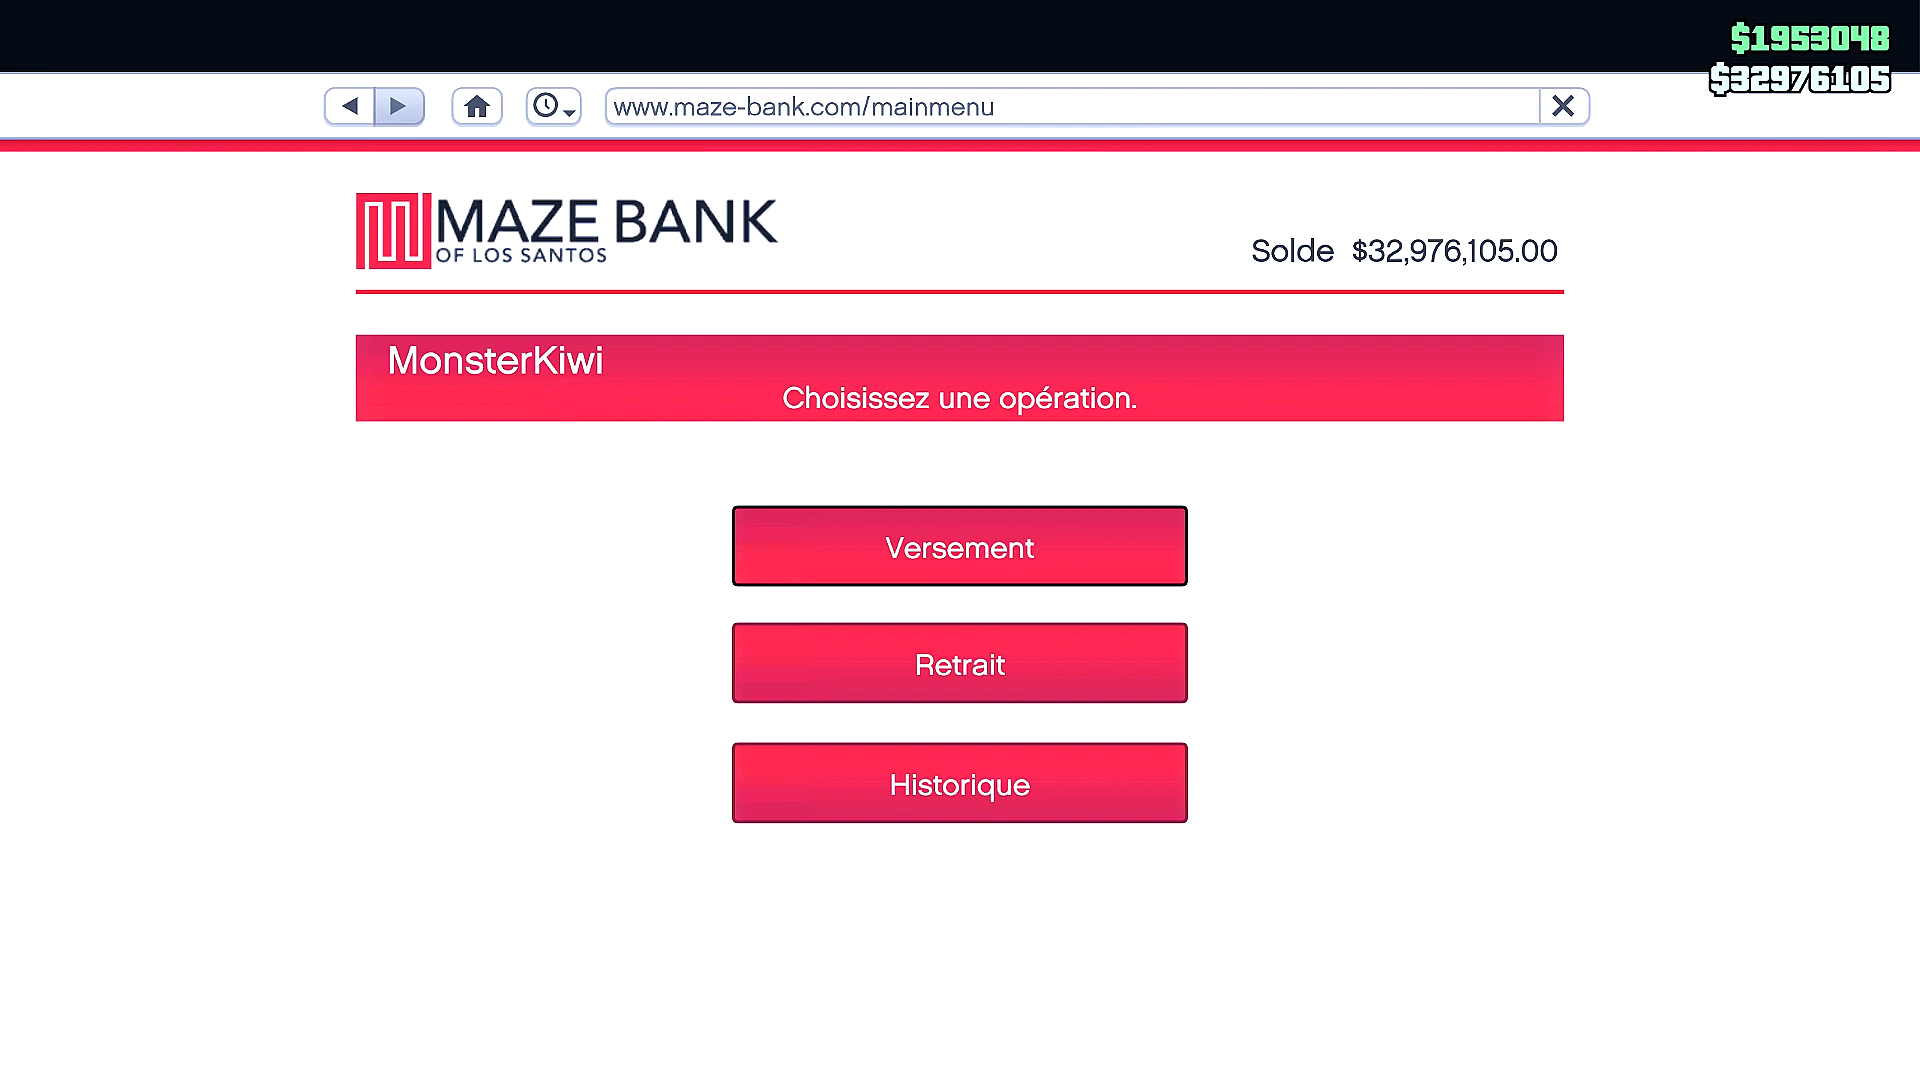 $1953048
$32976105
www.maze-bank.com/mainmenu
MAZE BANK
OF LOS SANTOS
Solde $32,976,105.00
MonsterKiwi
Choisissez une opération.
Versement
Retrait
Historique